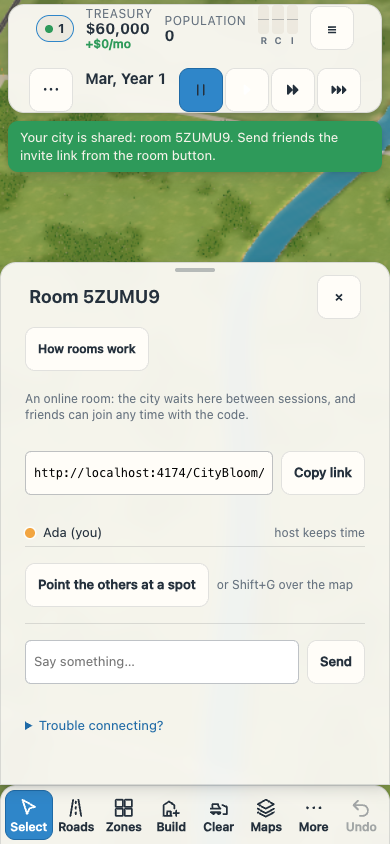 1
TREASURY
$60,000
+$0/mo
POPULATION
0
R C I
Mar, Year 1
Your city is shared: room 5ZUMU9. Send friends the
invite link from the room button.
Room 5ZUMU9
How rooms work
An online room: the city waits here between sessions, and
friends can join any time with the code.
http://localhost:4174/CityBloom/
Copy link
Ada (you)
host keeps time
Point the others at a spot
or Shift+G over the map
Say something…
Send
Trouble connecting?
Select Roads Zones Build Clear Maps More Undo